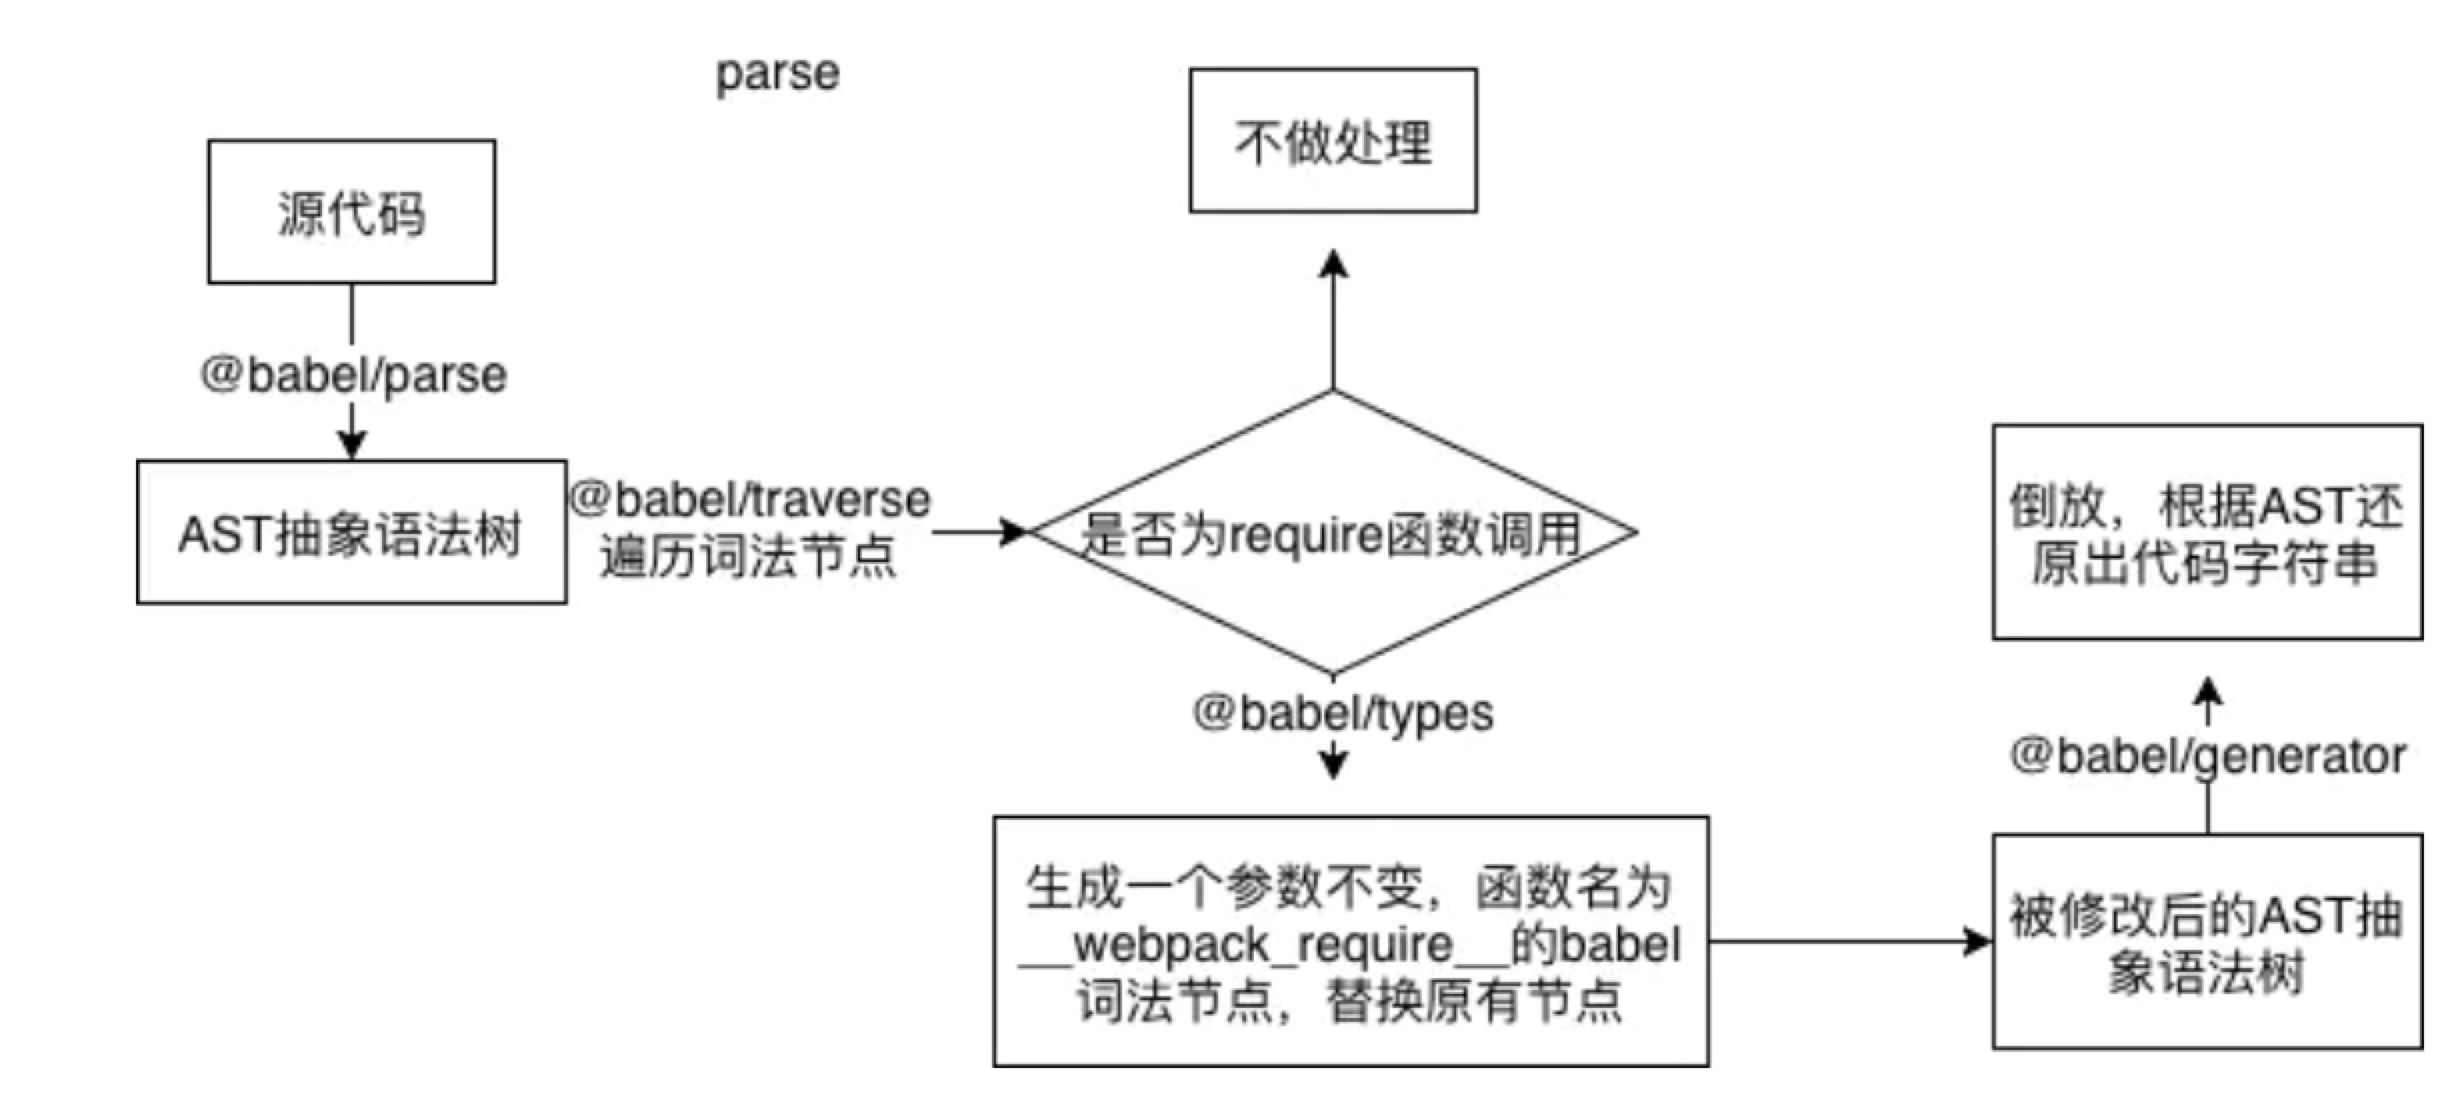 parse
不做处理
源代码
@babel/parse
AST抽象语法树
@babel/traverse
遍历词法节点
是否为require函数调用
@babel/types
生成一个参数不变，函数名为
__webpack_require__的babel
词法节点，替换原有节点
被修改后的AST抽
象语法树
@babel/generator
倒放，根据AST还
原出代码字符串